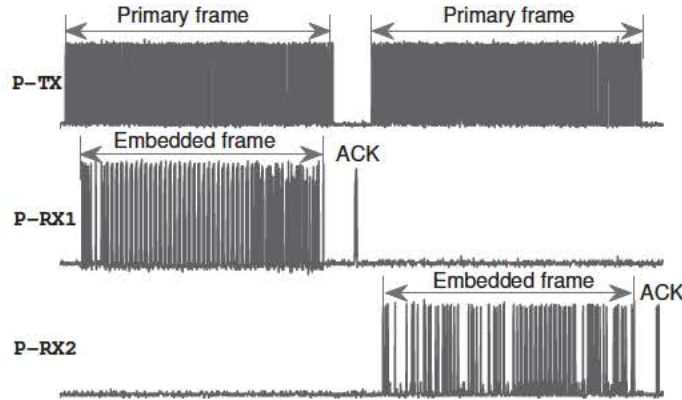 Primary frame Primary frame
P-TX
Embedded frame ACK
P-RX1
Embedded frame ACK
P-RX2